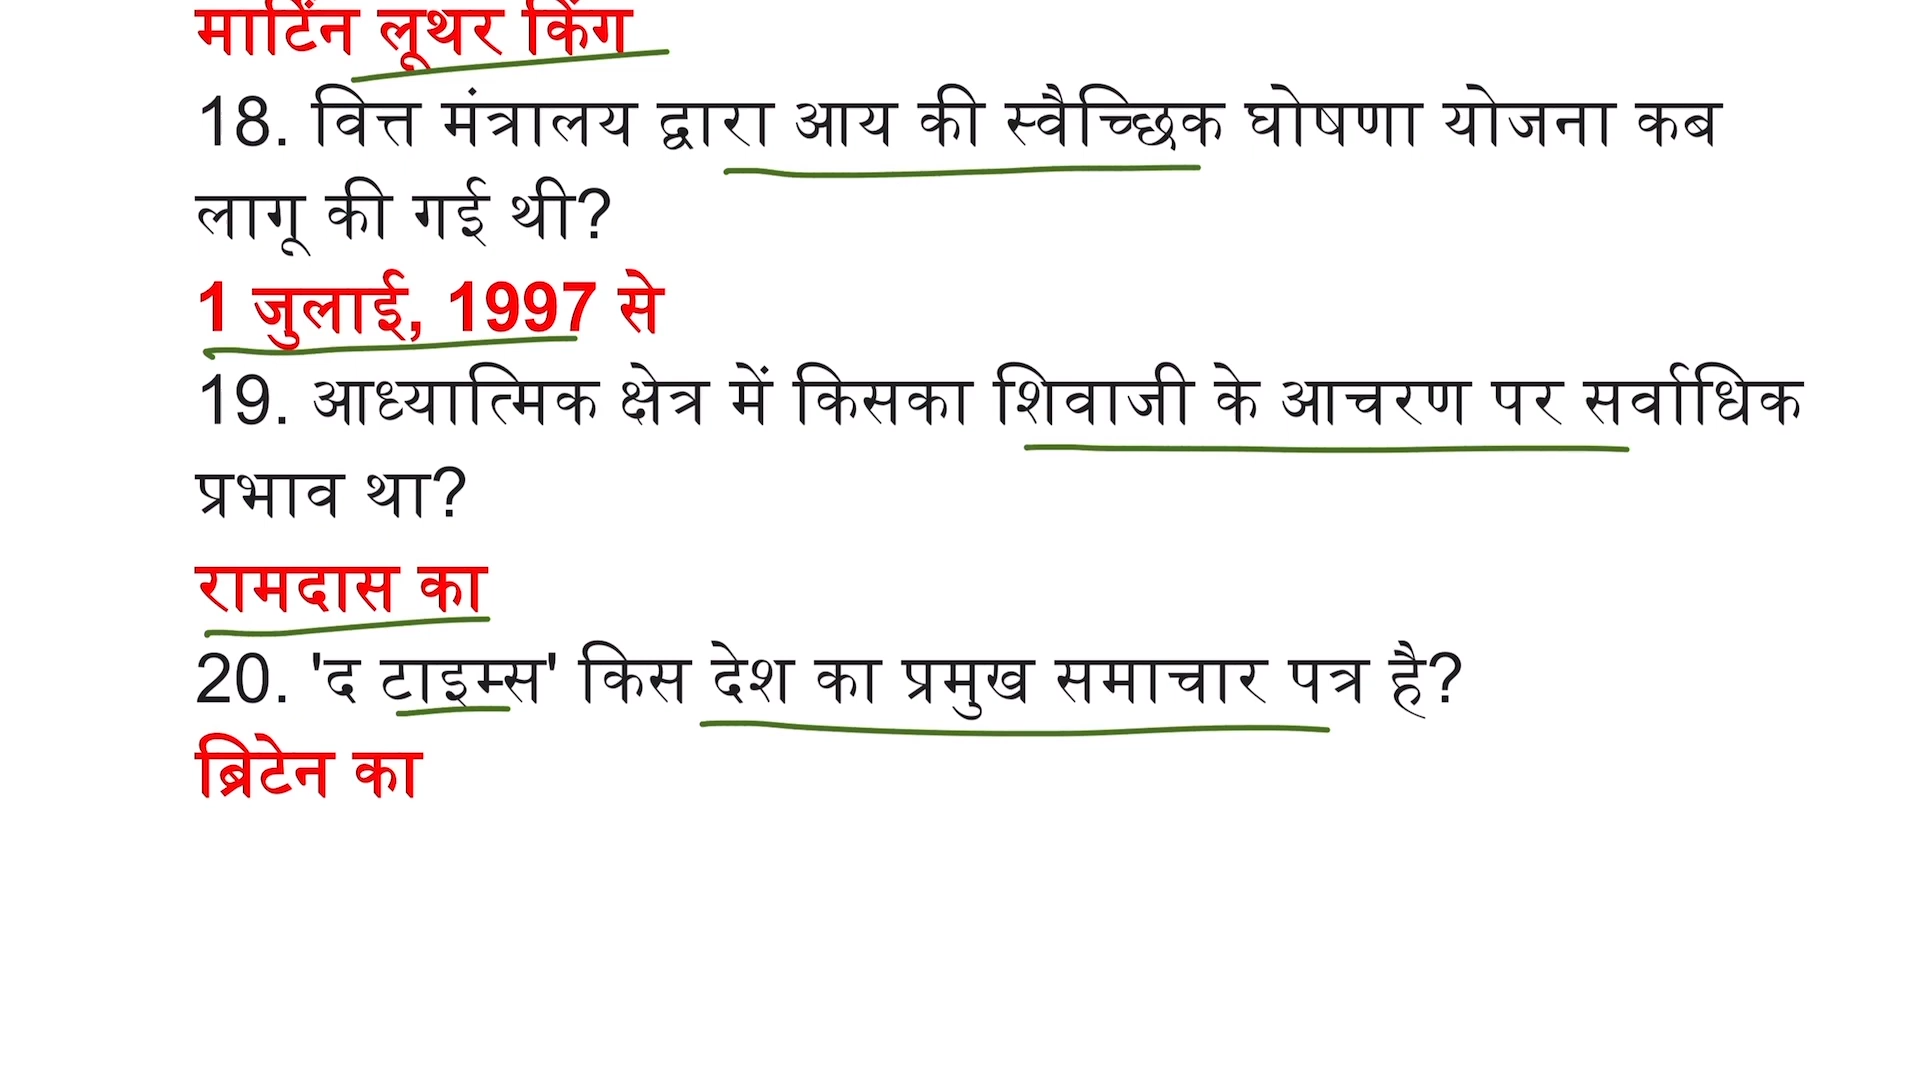 मार्टिन लूथर किंग
18. वित्त मंत्रालय द्वारा आय की स्वैच्छिक घोषणा योजना कब
लागू की गई थी?
1 जुलाई, 1997 से
19. आध्यात्मिक क्षेत्र में किसका शिवाजी के आचरण पर सर्वाधिक
प्रभाव था?
रामदास का
20. 'द टाइम्स' किस देश का प्रमुख समाचार पत्र है?
ब्रिटेन का